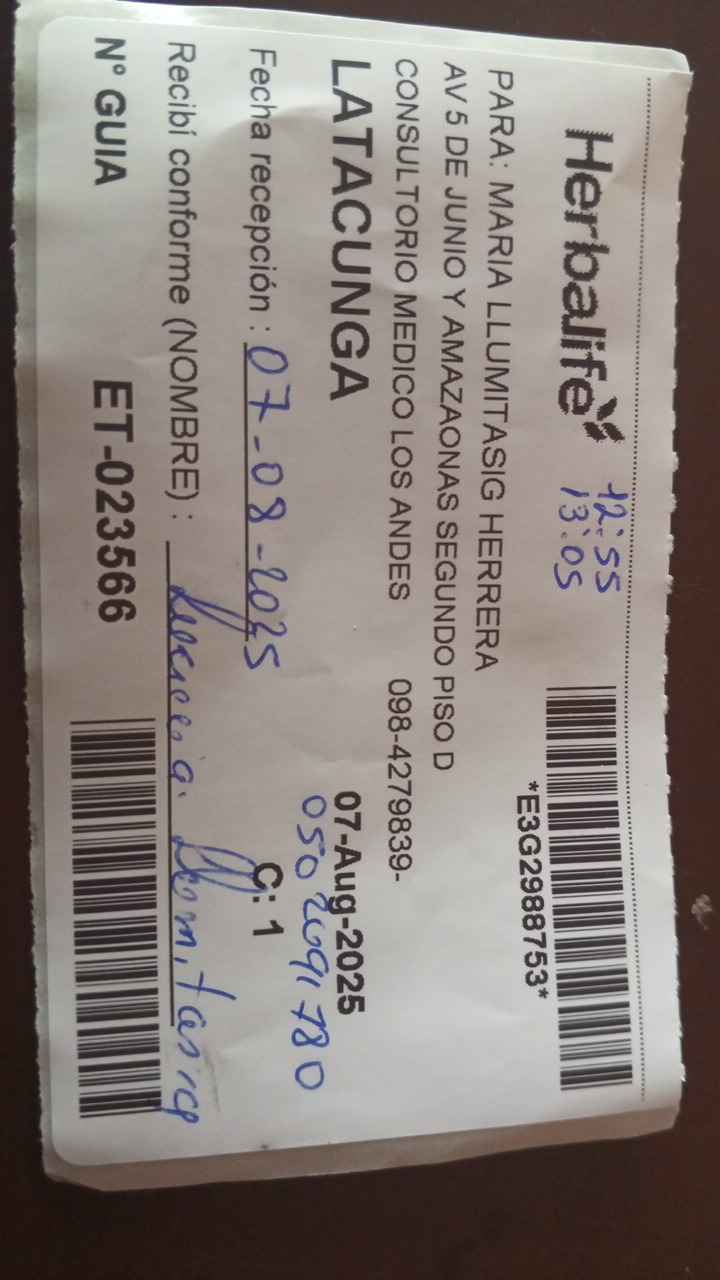 Herbalife
12:55
13:05
*E3G2988753*
PARA: MARIA LLUMITASIG HERRERA
AV 5 DE JUNIO Y AMAZAONAS SEGUNDO PISO D
CONSULTORIO MEDICO LOS ANDES 098-4279839-
LATACUNGA 07-Aug-2025
0502691780
Fecha recepción : 07-08-2025 C: 1
Recibí conforme (NOMBRE) :
N° GUIA ET-023566